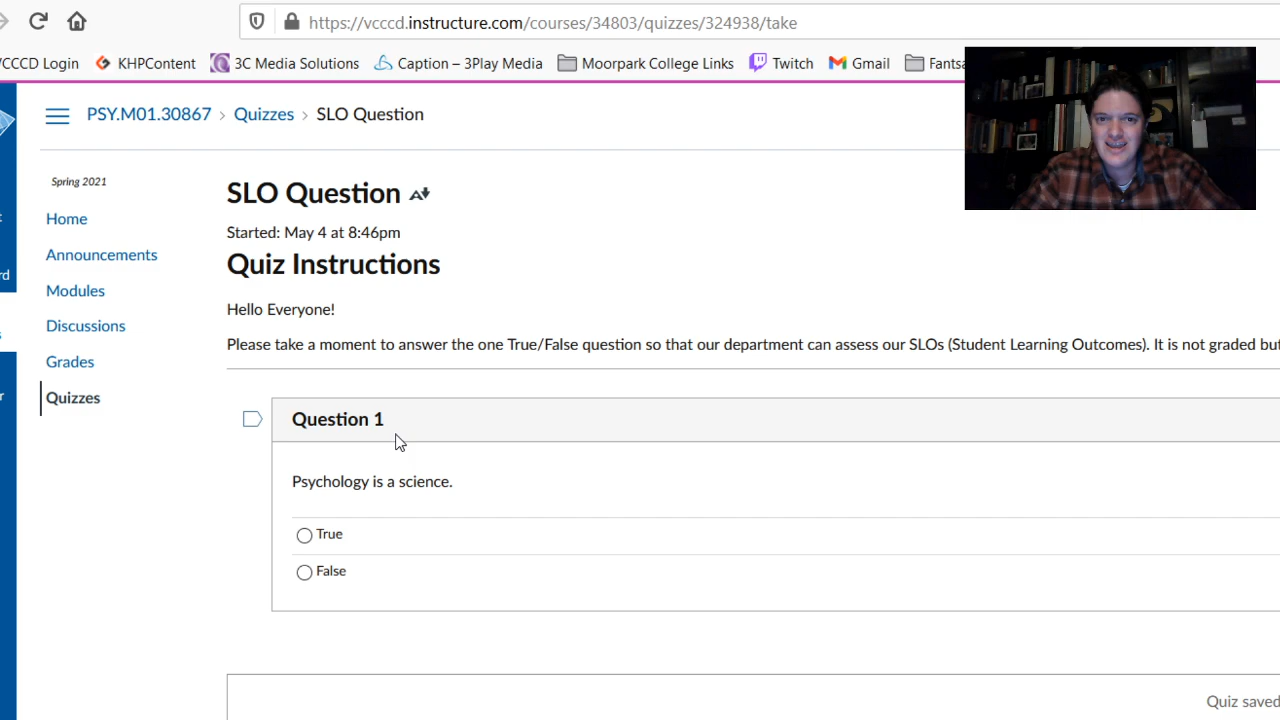 https://vcccd.instructure.com/courses/34803/quizzes/324938/take
VCCCD Login KHPContent 3C Media Solutions Caption – 3Play Media Moorpark College Links Twitch Gmail Fantsa
PSY.M01.30867 › Quizzes › SLO Question
Spring 2021
Home
Announcements
Modules
Discussions
Grades
Quizzes
SLO Question
Started: May 4 at 8:46pm
Quiz Instructions
Hello Everyone!
Please take a moment to answer the one True/False question so that our department can assess our SLOs (Student Learning Outcomes). It is not graded but
Question 1
Psychology is a science.
True
False
Quiz saved